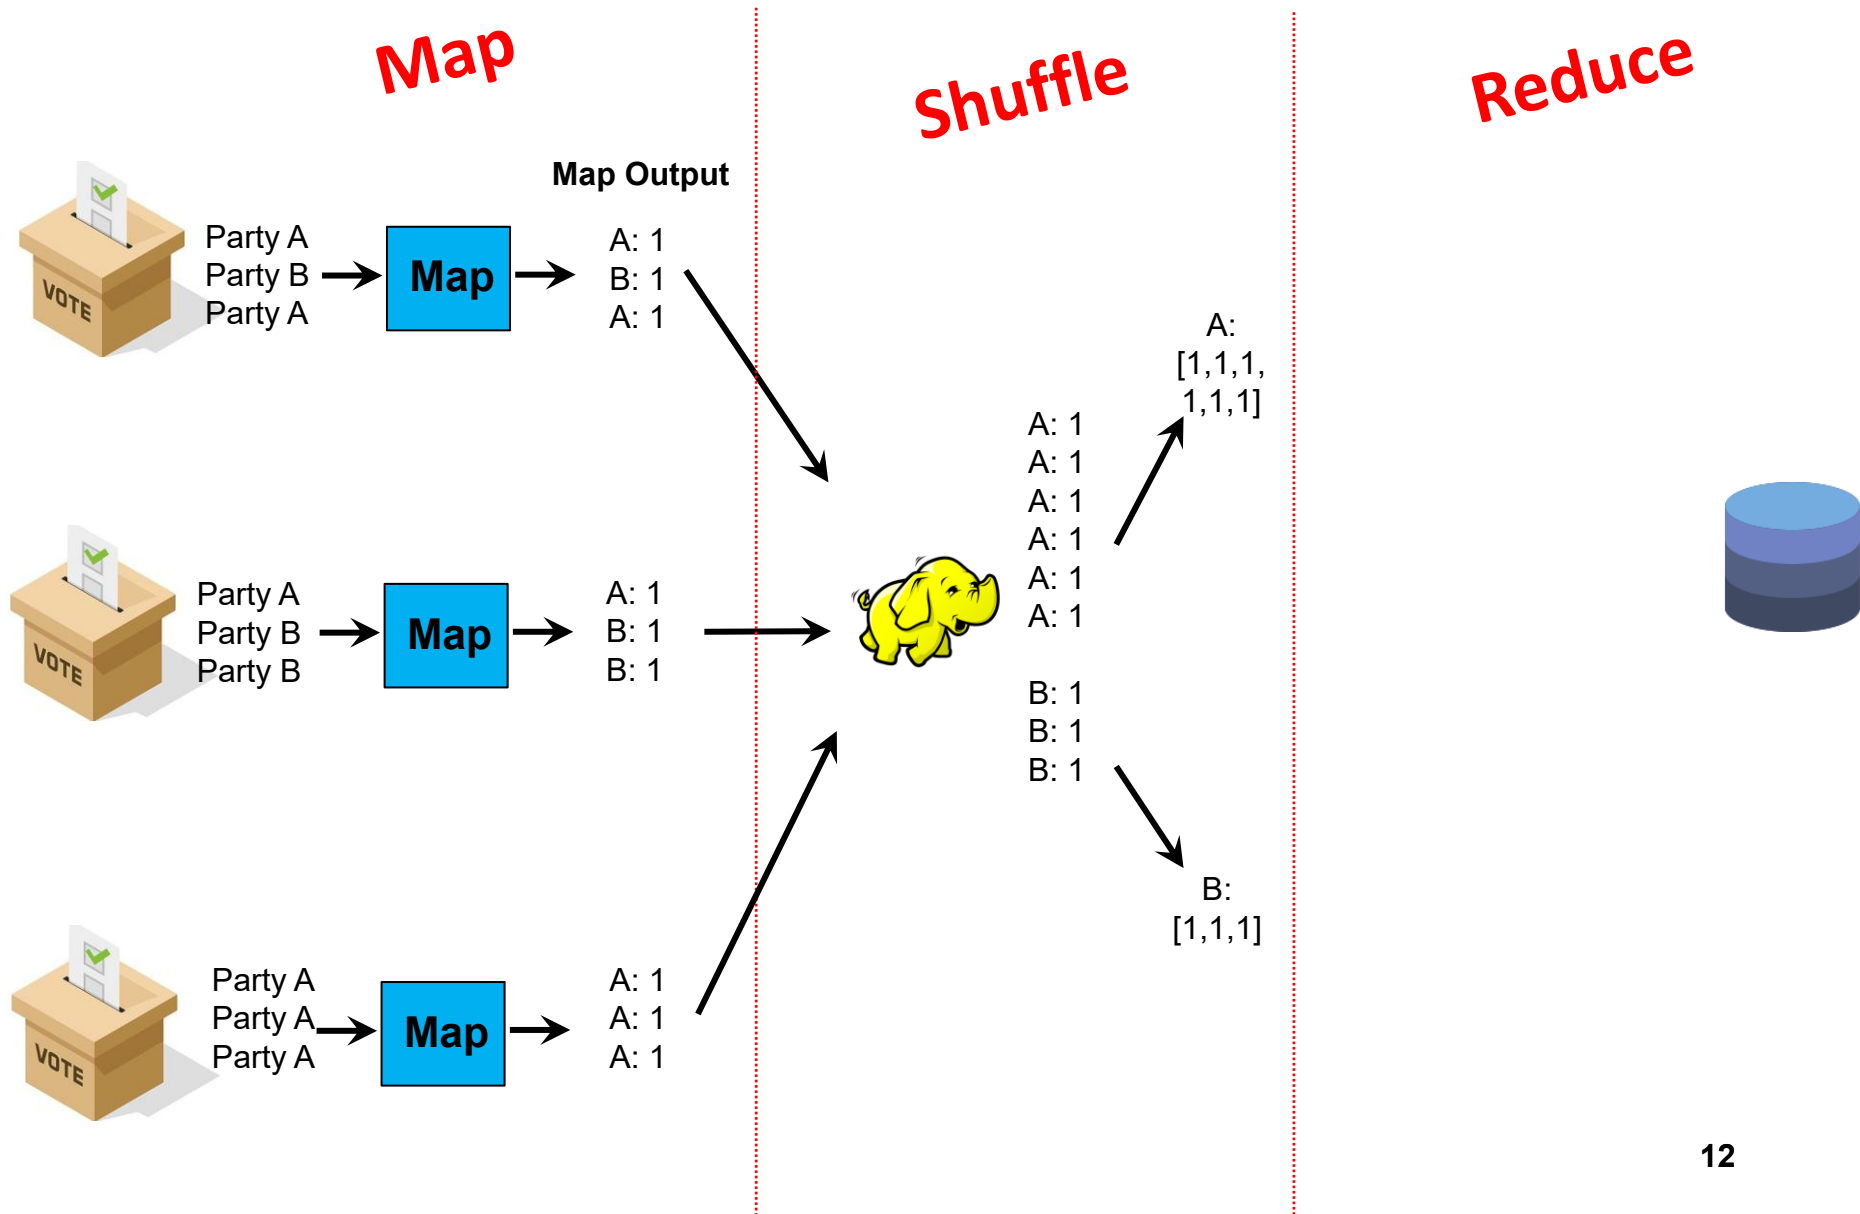 Map
Shuffle
Reduce
Map Output
VOTE
Party A
Party B
Party A
Map
A: 1
B: 1
A: 1
VOTE
Party A
Party B
Party B
Map
A: 1
B: 1
B: 1
VOTE
Party A
Party A
Party A
Map
A: 1
A: 1
A: 1
A: 1
A: 1
A: 1
A: 1
A: 1
A: 1
B: 1
B: 1
B: 1
A:
[1,1,1,
1,1,1]
B:
[1,1,1]
12